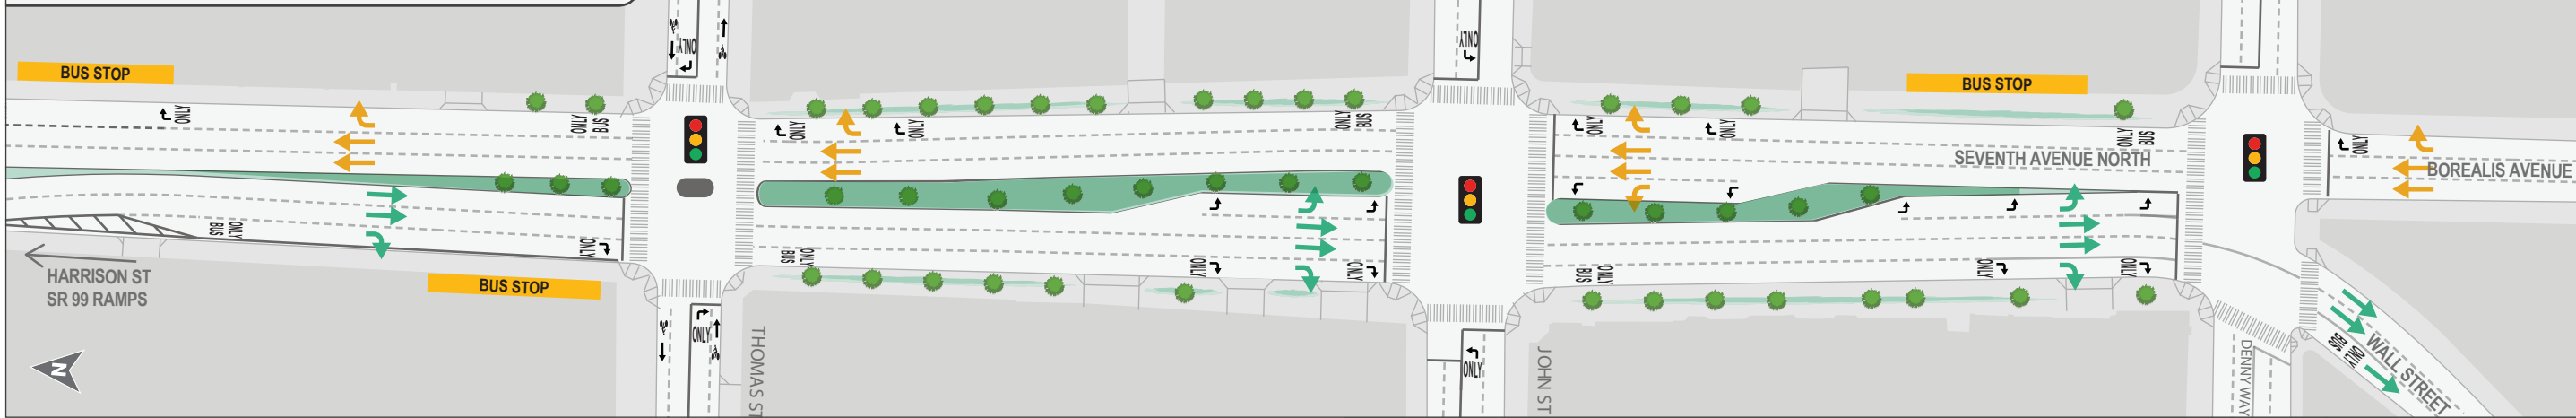 ONLY
ONLY
ONLY
BUS STOP
BUS STOP
ONLY
ONLY
BUS
ONLY
ONLY
ONLY
BUS
ONLY
ONLY
ONLY
BUS
ONLY
SEVENTH AVENUE NORTH
BOREALIS AVENUE
BUS
ONLY
ONLY
BUS
ONLY
ONLY
ONLY
BUS
ONLY
ONLY
ONLY
HARRISON ST
SR 99 RAMPS
BUS STOP
ONLY
THOMAS ST
ONLY
JOHN ST
DENNY WAY
BUS
ONLY
WALL STREET
N